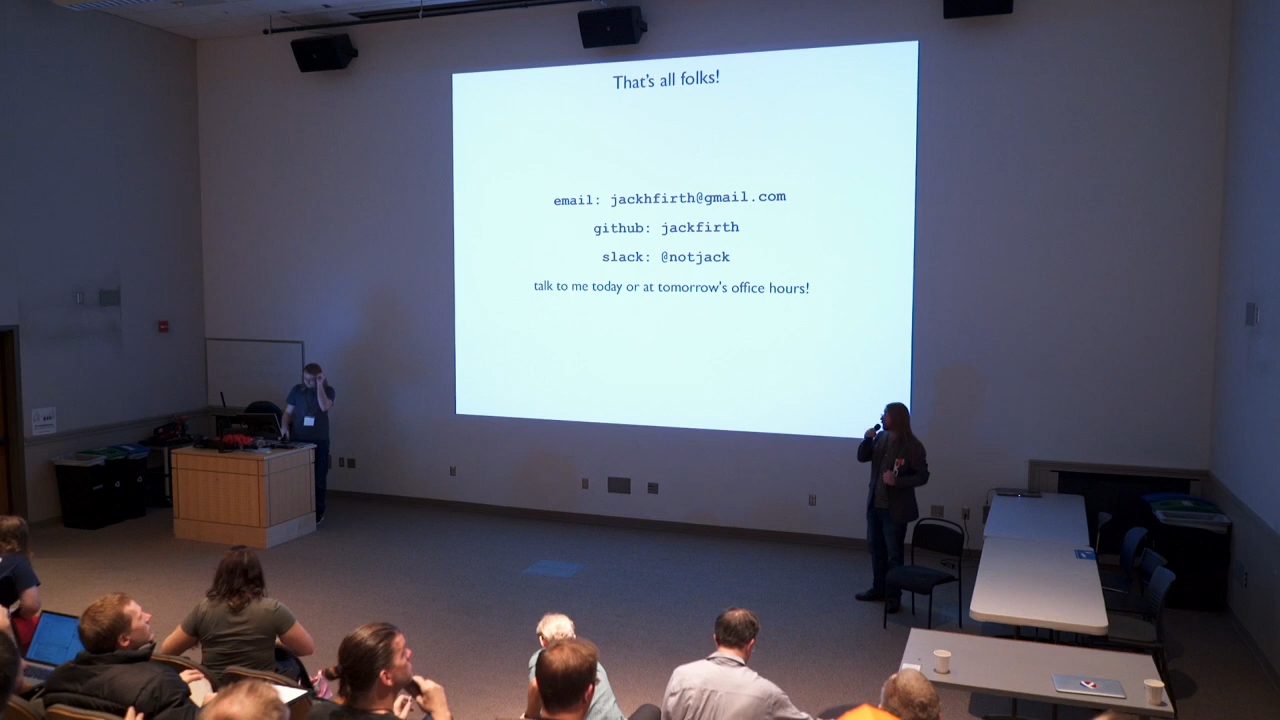 That's all folks!
email: jackhfirth@gmail.com
github: jackfirth
slack: @notjack
talk to me today or at tomorrow's office hours!